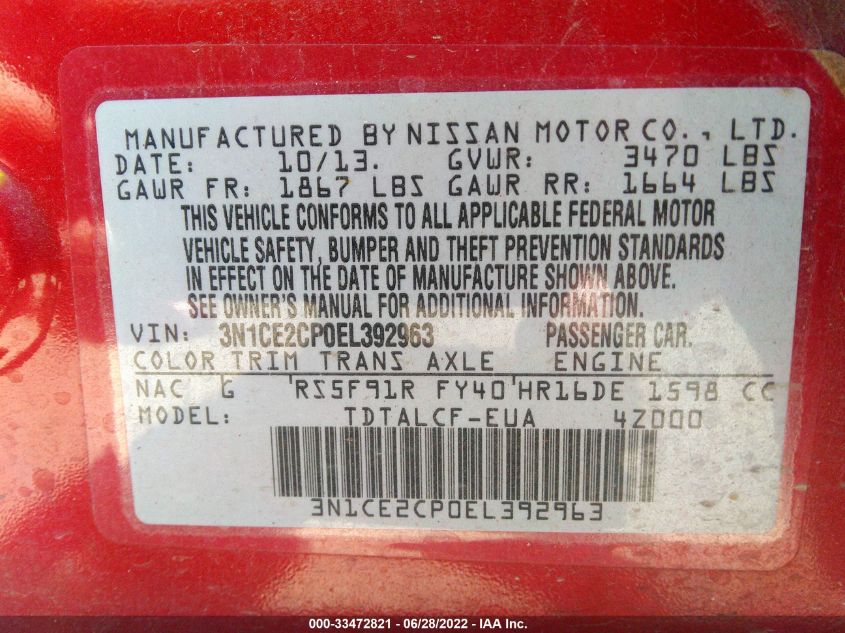 MANUFACTURED BY NISSAN MOTOR CO., LTD.
DATE: 10/13. GVWR: 3470 LBS
GAWR FR: 1867 LBS GAWR RR: 1664 LBS
THIS VEHICLE CONFORMS TO ALL APPLICABLE FEDERAL MOTOR
VEHICLE SAFETY, BUMPER AND THEFT PREVENTION STANDARDS
IN EFFECT ON THE DATE OF MANUFACTURE SHOWN ABOVE.
SEE OWNER'S MANUAL FOR ADDITIONAL INFORMATION.
VIN: 3N1CE2CP0EL392963 PASSENGER CAR.
COLOR TRIM TRANS AXLE ENGINE
NAC G RS5F91R FY40 HR16DE 1598 CC
MODEL: TDTALCF-EUA 4Z000
3N1CE2CP0EL392963
000-33472821 / 06/28/2022 - IAA Inc.